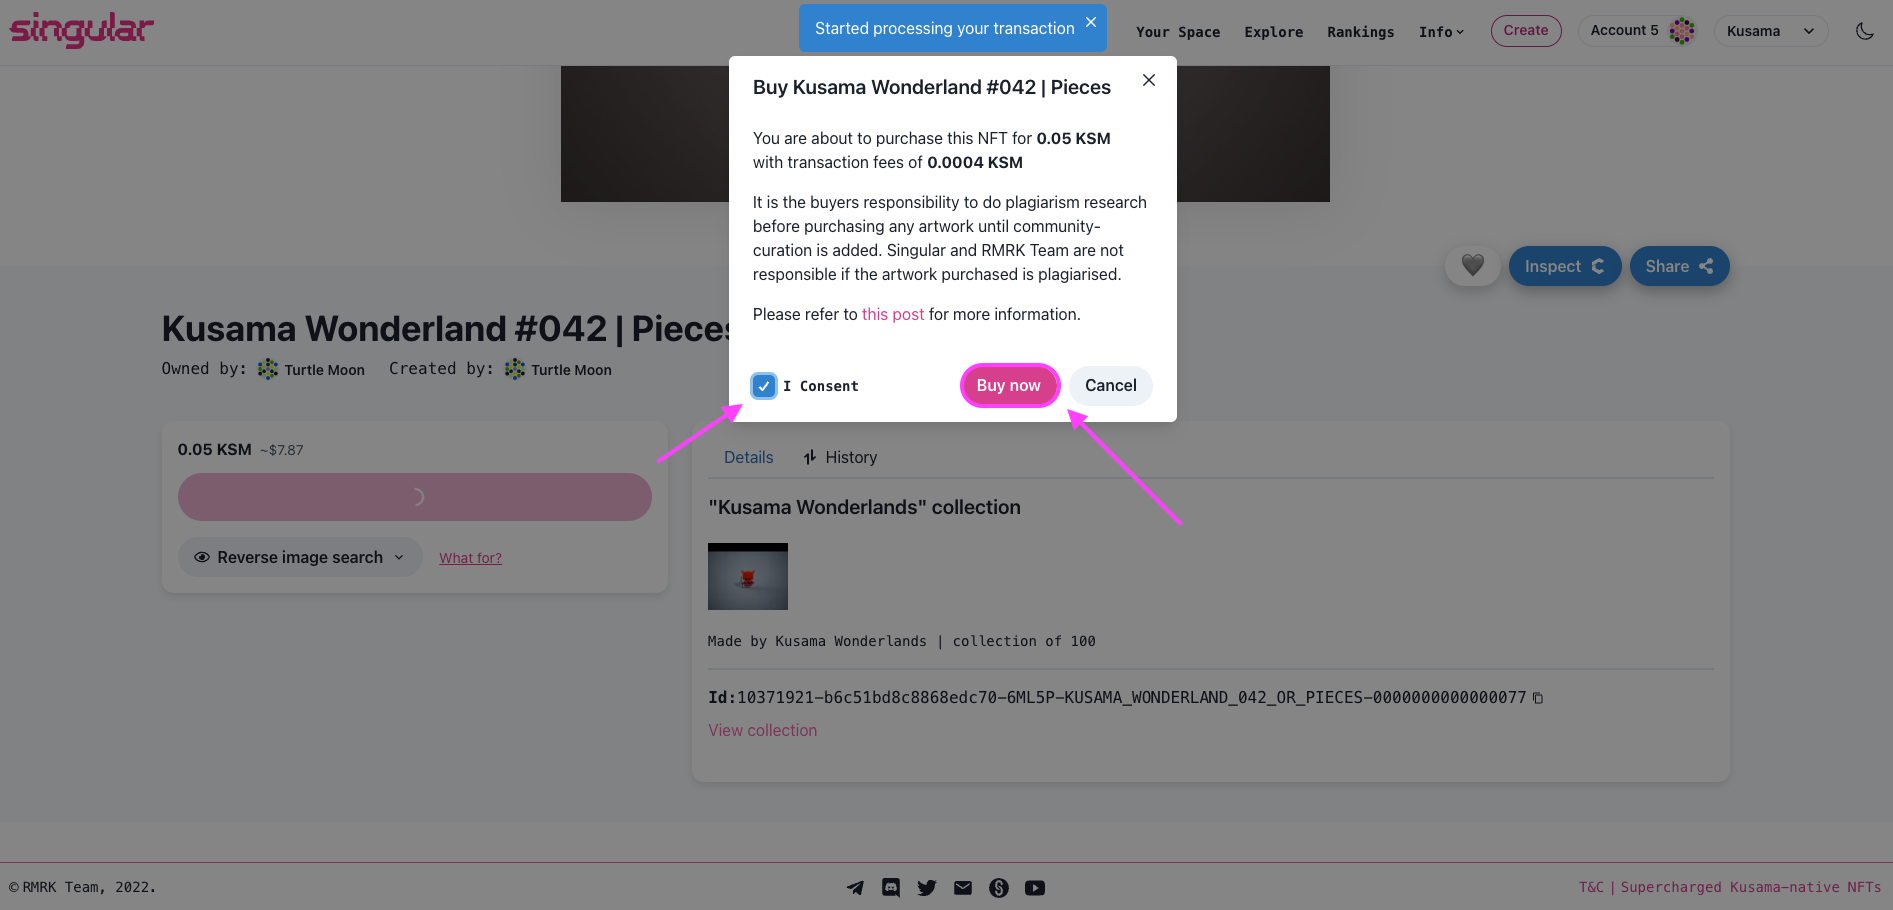 singular
Started processing your transaction
Your Space
Explore
Rankings
Info
Create
Account 5
Kusama
Buy Kusama Wonderland #042 | Pieces
You are about to purchase this NFT for 0.05 KSM
with transaction fees of 0.0004 KSM
It is the buyers responsibility to do plagiarism research
before purchasing any artwork until community-
curation is added. Singular and RMRK Team are not
responsible if the artwork purchased is plagiarised.
Please refer to this post for more information.
I Consent
Buy now
Cancel
Inspect
Share
Kusama Wonderland #042 | Pieces
Owned by: Turtle Moon Created by: Turtle Moon
0.05 KSM ~$7.87
Reverse image search
What for?
Details
History
"Kusama Wonderlands" collection
Made by Kusama Wonderlands | collection of 100
Id:10371921-b6c51bd8c8868edc70-6ML5P-KUSAMA_WONDERLAND_042_OR_PIECES-0000000000000077
View collection
© RMRK Team, 2022.
T&C | Supercharged Kusama-native NFTs